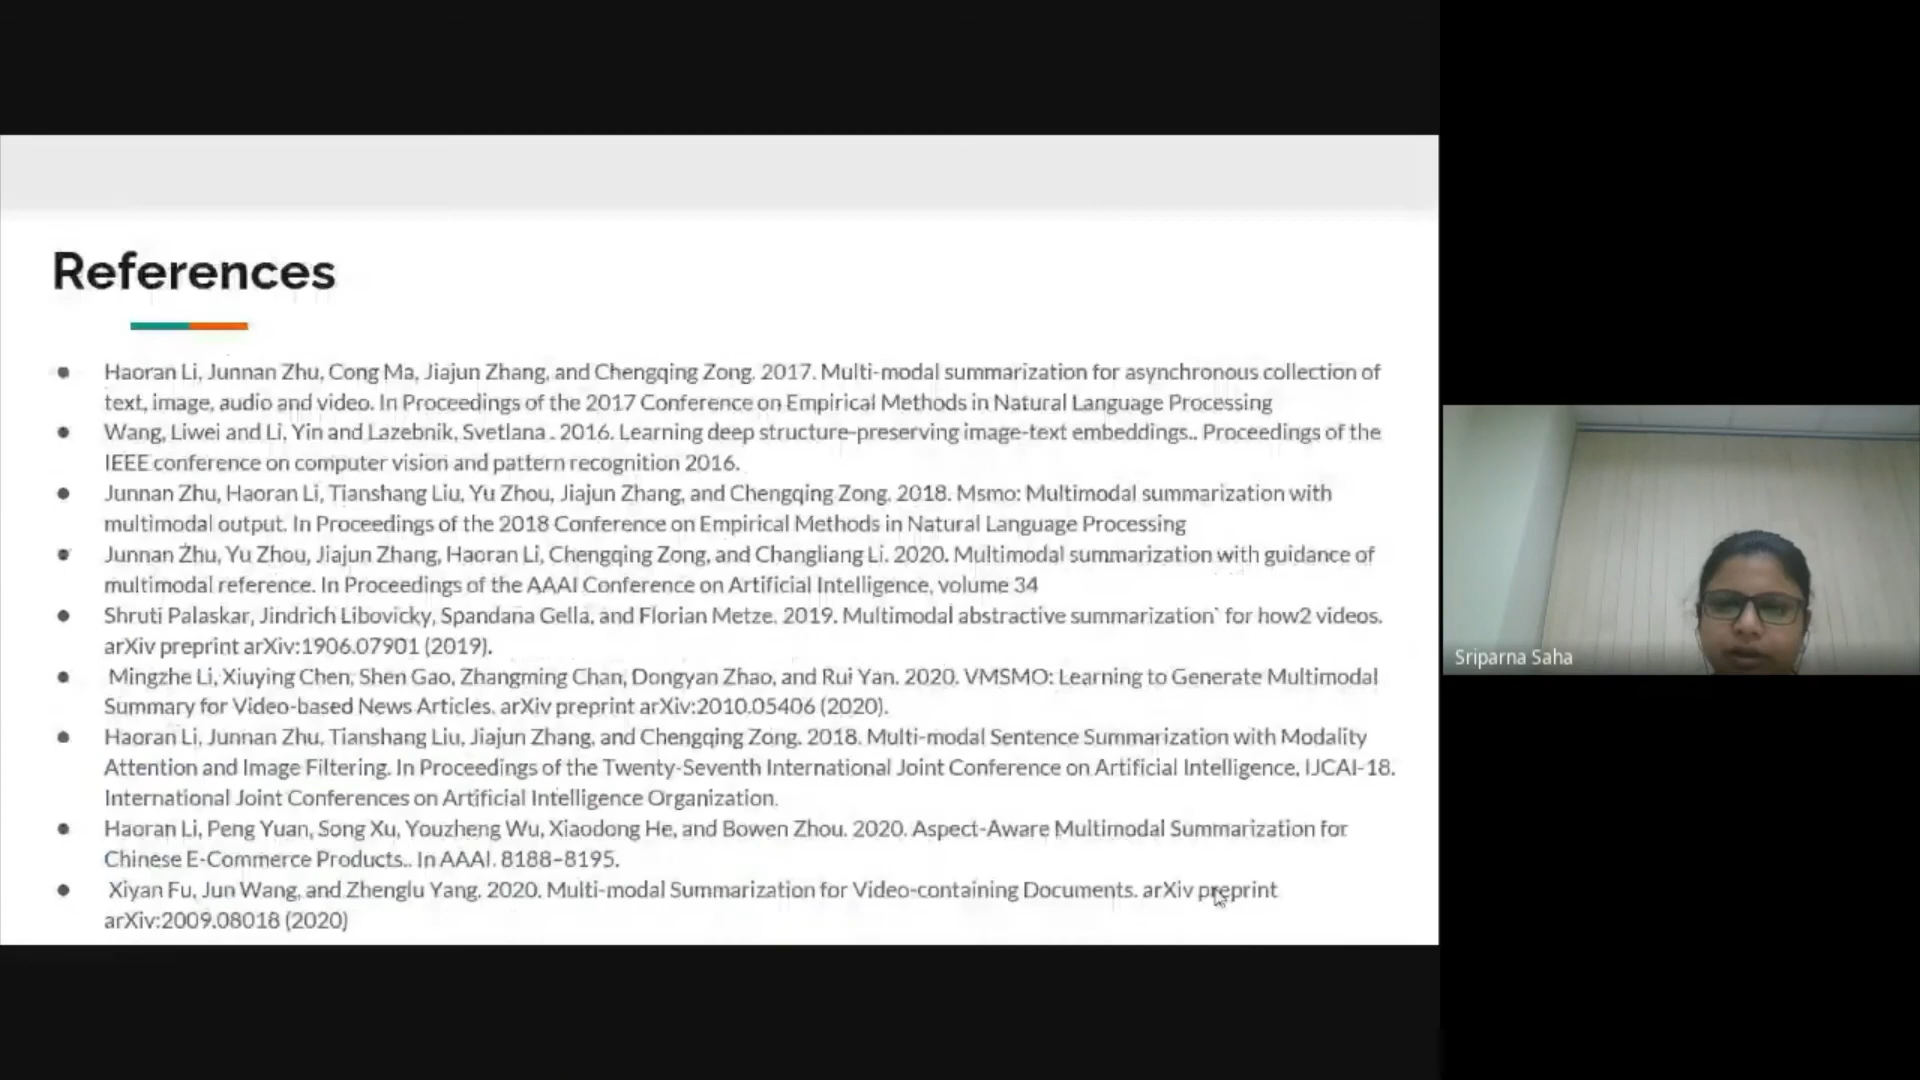 References
Haoran Li, Junnan Zhu, Cong Ma, Jiajun Zhang, and Chengqing Zong. 2017. Multi-modal summarization for asynchronous collection of
text, image, audio and video. In Proceedings of the 2017 Conference on Empirical Methods in Natural Language Processing
Wang, Liwei and Li, Yin and Lazebnik, Svetlana . 2016. Learning deep structure-preserving image-text embeddings.. Proceedings of the
IEEE conference on computer vision and pattern recognition 2016.
Junnan Zhu, Haoran Li, Tianshang Liu, Yu Zhou, Jiajun Zhang, and Chengqing Zong. 2018. Msmo: Multimodal summarization with
multimodal output. In Proceedings of the 2018 Conference on Empirical Methods in Natural Language Processing
Junnan Zhu, Yu Zhou, Jiajun Zhang, Haoran Li, Chengqing Zong, and Changliang Li. 2020. Multimodal summarization with guidance of
multimodal reference. In Proceedings of the AAAI Conference on Artificial Intelligence, volume 34
Shruti Palaskar, Jindrich Libovicky, Spandana Gella, and Florian Metze. 2019. Multimodal abstractive summarization` for how2 videos.
arXiv preprint arXiv:1906.07901 (2019).
Mingzhe Li, Xiuying Chen, Shen Gao, Zhangming Chan, Dongyan Zhao, and Rui Yan. 2020. VMSMO: Learning to Generate Multimodal
Summary for Video-based News Articles. arXiv preprint arXiv:2010.05406 (2020).
Haoran Li, Junnan Zhu, Tianshang Liu, Jiajun Zhang, and Chengqing Zong. 2018. Multi-modal Sentence Summarization with Modality
Attention and Image Filtering. In Proceedings of the Twenty-Seventh International Joint Conference on Artificial Intelligence, IJCAI-18.
International Joint Conferences on Artificial Intelligence Organization.
Haoran Li, Peng Yuan, Song Xu, Youzheng Wu, Xiaodong He, and Bowen Zhou. 2020. Aspect-Aware Multimodal Summarization for
Chinese E-Commerce Products.. In AAAI. 8188–8195.
Xiyan Fu, Jun Wang, and Zhenglu Yang. 2020. Multi-modal Summarization for Video-containing Documents. arXiv preprint
arXiv:2009.08018 (2020)
Sriparna Saha